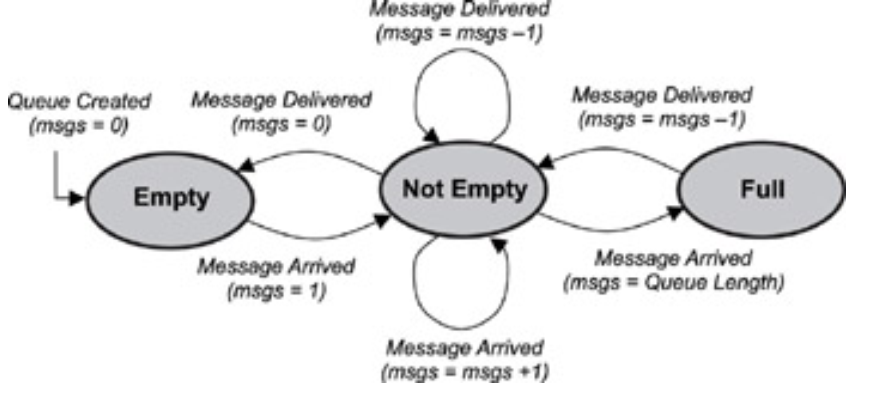 Message Delivered
(msgs = msgs –1)
Queue Created
(msgs = 0)
Message Delivered
(msgs = 0)
Message Delivered
(msgs = msgs –1)
Empty
Not Empty
Full
Message Arrived
(msgs = 1)
Message Arrived
(msgs = Queue Length)
Message Arrived
(msgs = msgs +1)